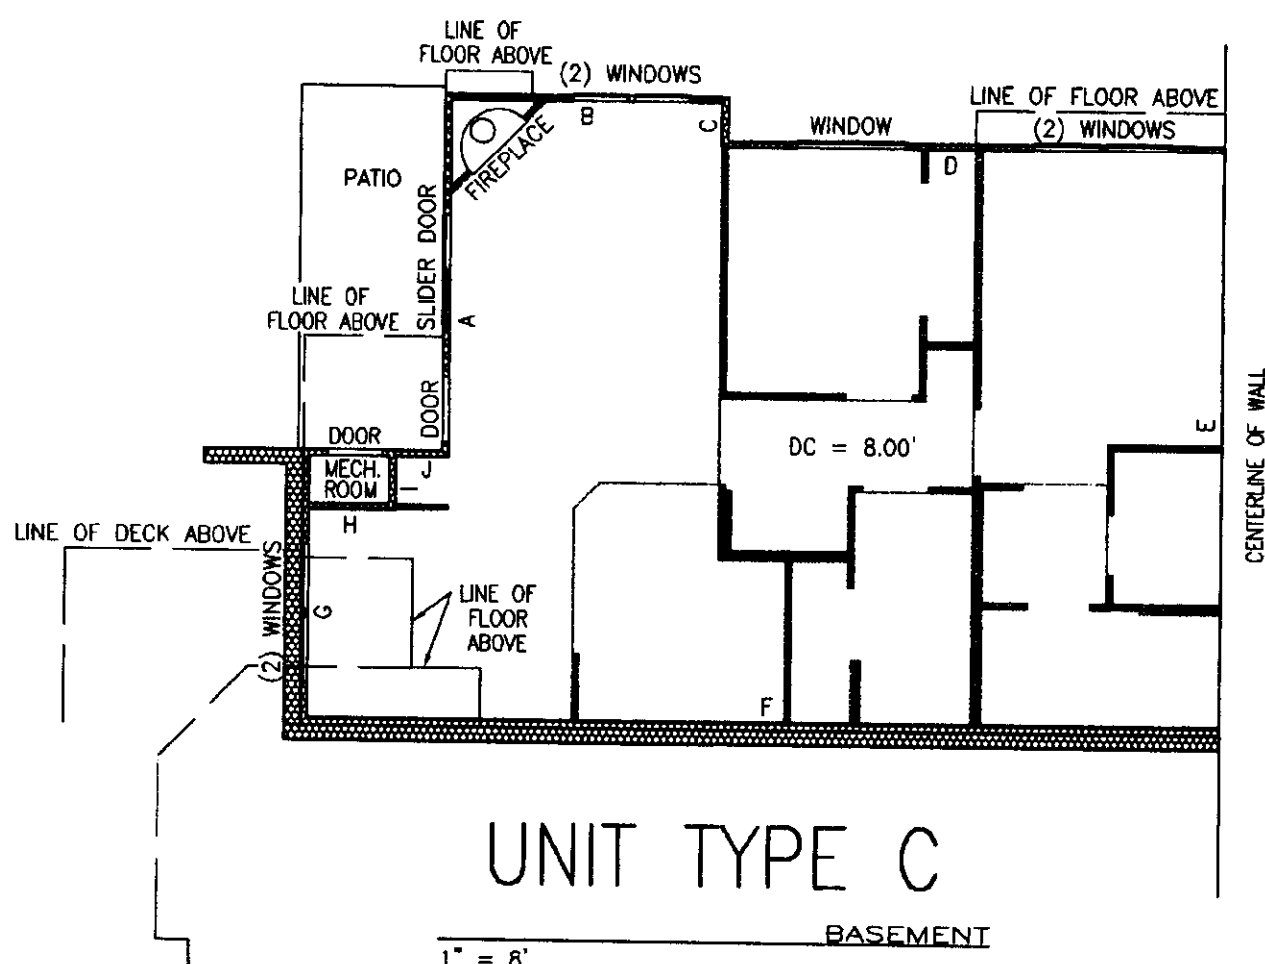 LINE OF
FLOOR ABOVE
(2) WINDOWS
LINE OF FLOOR ABOVE
(2) WINDOWS
WINDOW
B
C
D
FIREPLACE
PATIO
SLIDER DOOR
A
LINE OF
FLOOR ABOVE
DOOR
DOOR
MECH.
ROOM
J
H
DC = 8.00'
E
CENTERLINE OF WALL
LINE OF DECK ABOVE
(2) WINDOWS
G
LINE OF
FLOOR
ABOVE
F
UNIT TYPE C
BASEMENT
1" = 8'